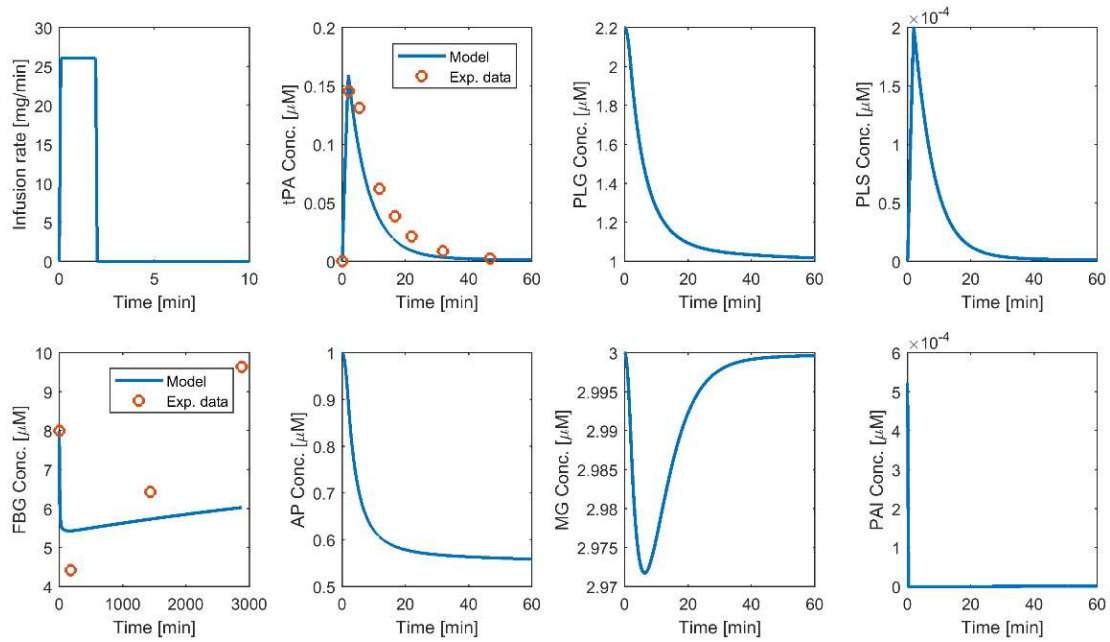 30
25
20
15
10
5
0
0 5 10
Infusion rate [mg/min]
Time [min]
0.2
0.15
0.1
0.05
0
0 20 40 60
tPA Conc. [μM]
Time [min]
Model
Exp. data
2.2
2
1.8
1.6
1.4
1.2
1
0 20 40 60
PLG Conc. [μM]
Time [min]
×10⁻⁴
2
1.5
1
0.5
0
0 20 40 60
PLS Conc. [μM]
Time [min]
10
9
8
7
6
5
4
0 1000 2000 3000
FBG Conc. [μM]
Time [min]
Model
Exp. data
1
0.9
0.8
0.7
0.6
0.5
0 20 40 60
AP Conc. [μM]
Time [min]
3
2.995
2.99
2.985
2.98
2.975
2.97
0 20 40 60
MG Conc. [μM]
Time [min]
×10⁻⁴
6
5
4
3
2
1
0
0 20 40 60
PAI Conc. [μM]
Time [min]